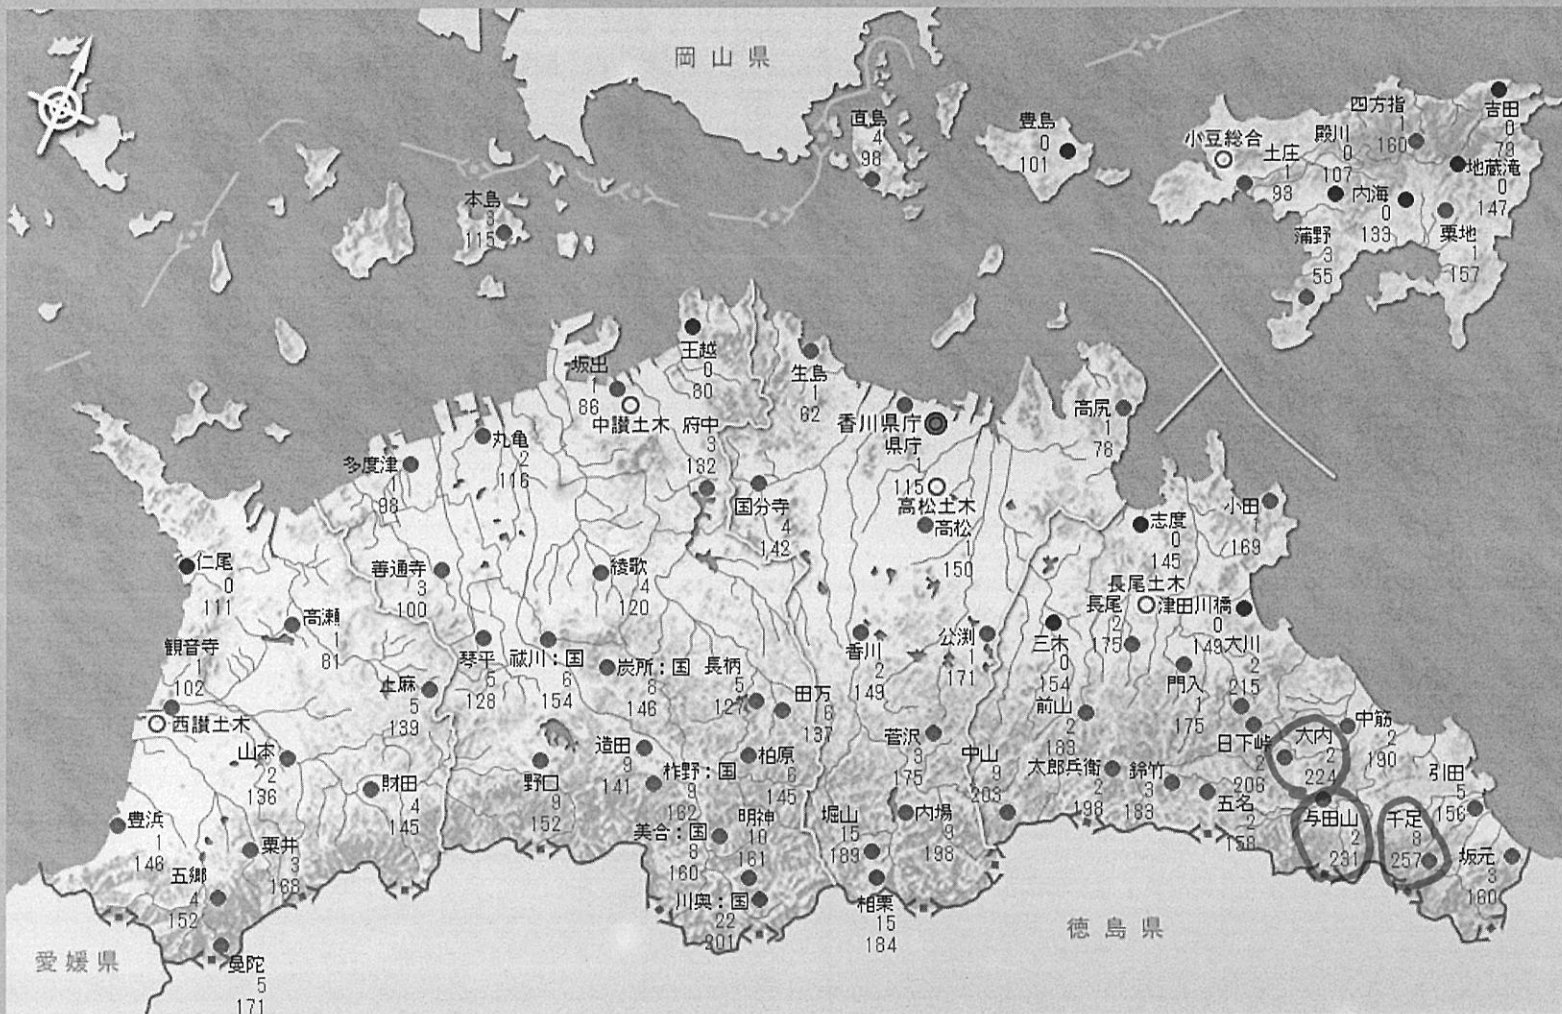 岡山県
直島
4
98
豊島
0
101
小豆総合
土庄
1
93
殿川
0
107
四方指
1
160
吉田
0
79
地蔵滝
0
147
内海
0
133
粟地
1
157
蒲野
3
55
本島
3
115
坂出
1
86
中讃土木
王越
0
80
生島
1
62
府中
3
132
香川県庁
県庁
1
115
高松土木
高松
1
150
高尻
1
78
丸亀
2
116
多度津
1
98
国分寺
4
142
志度
0
145
小田
1
169
仁尾
0
111
善通寺
3
100
綾歌
4
120
長尾土木
長尾
2
175
津田川橋
0
149
大川
2
215
高瀬
1
81
観音寺
1
102
西讃土木
上麻
5
139
琴平
5
128
祓川:国
6
154
炭所:国
8
146
長柄
5
127
田万
6
137
香川
2
149
公渕
1
171
三木
0
154
門入
1
175
前山
2
183
山本
2
136
財田
4
145
野口
9
152
造田
9
141
柞野:国
9
162
柏原
6
145
菅沢
3
175
中山
9
203
太郎兵衛
2
198
鈴竹
3
183
日下峠
2
206
大内
2
224
中筋
2
190
引田
5
156
豊浜
1
146
粟井
3
168
五郷
4
152
曼陀
5
171
美合:国
8
160
明神
10
161
川奥:国
22
201
堀山
15
189
内場
9
198
相栗
15
184
五名
2
158
与田山
2
231
千足
8
257
坂元
3
160
愛媛県
徳島県